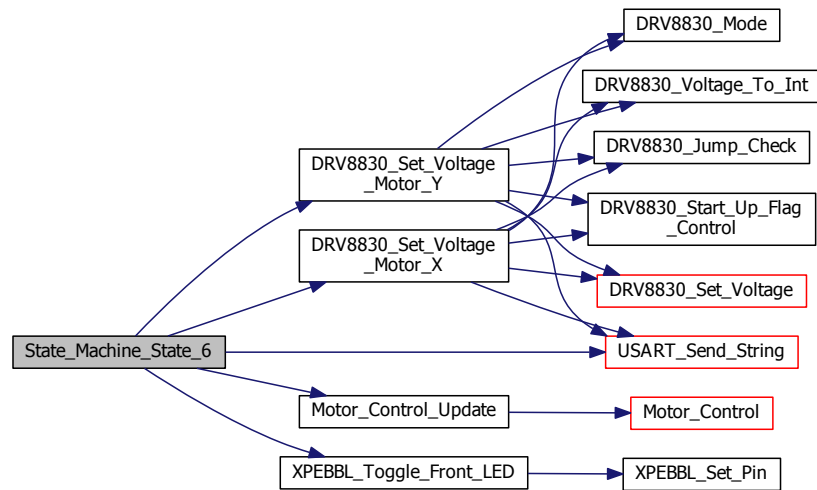 DRV8830_Mode
DRV8830_Voltage_To_Int
DRV8830_Jump_Check
DRV8830_Set_Voltage
_Motor_Y
DRV8830_Start_Up_Flag
_Control
DRV8830_Set_Voltage
_Motor_X
DRV8830_Set_Voltage
State_Machine_State_6
USART_Send_String
Motor_Control_Update
Motor_Control
XPEBBL_Toggle_Front_LED
XPEBBL_Set_Pin